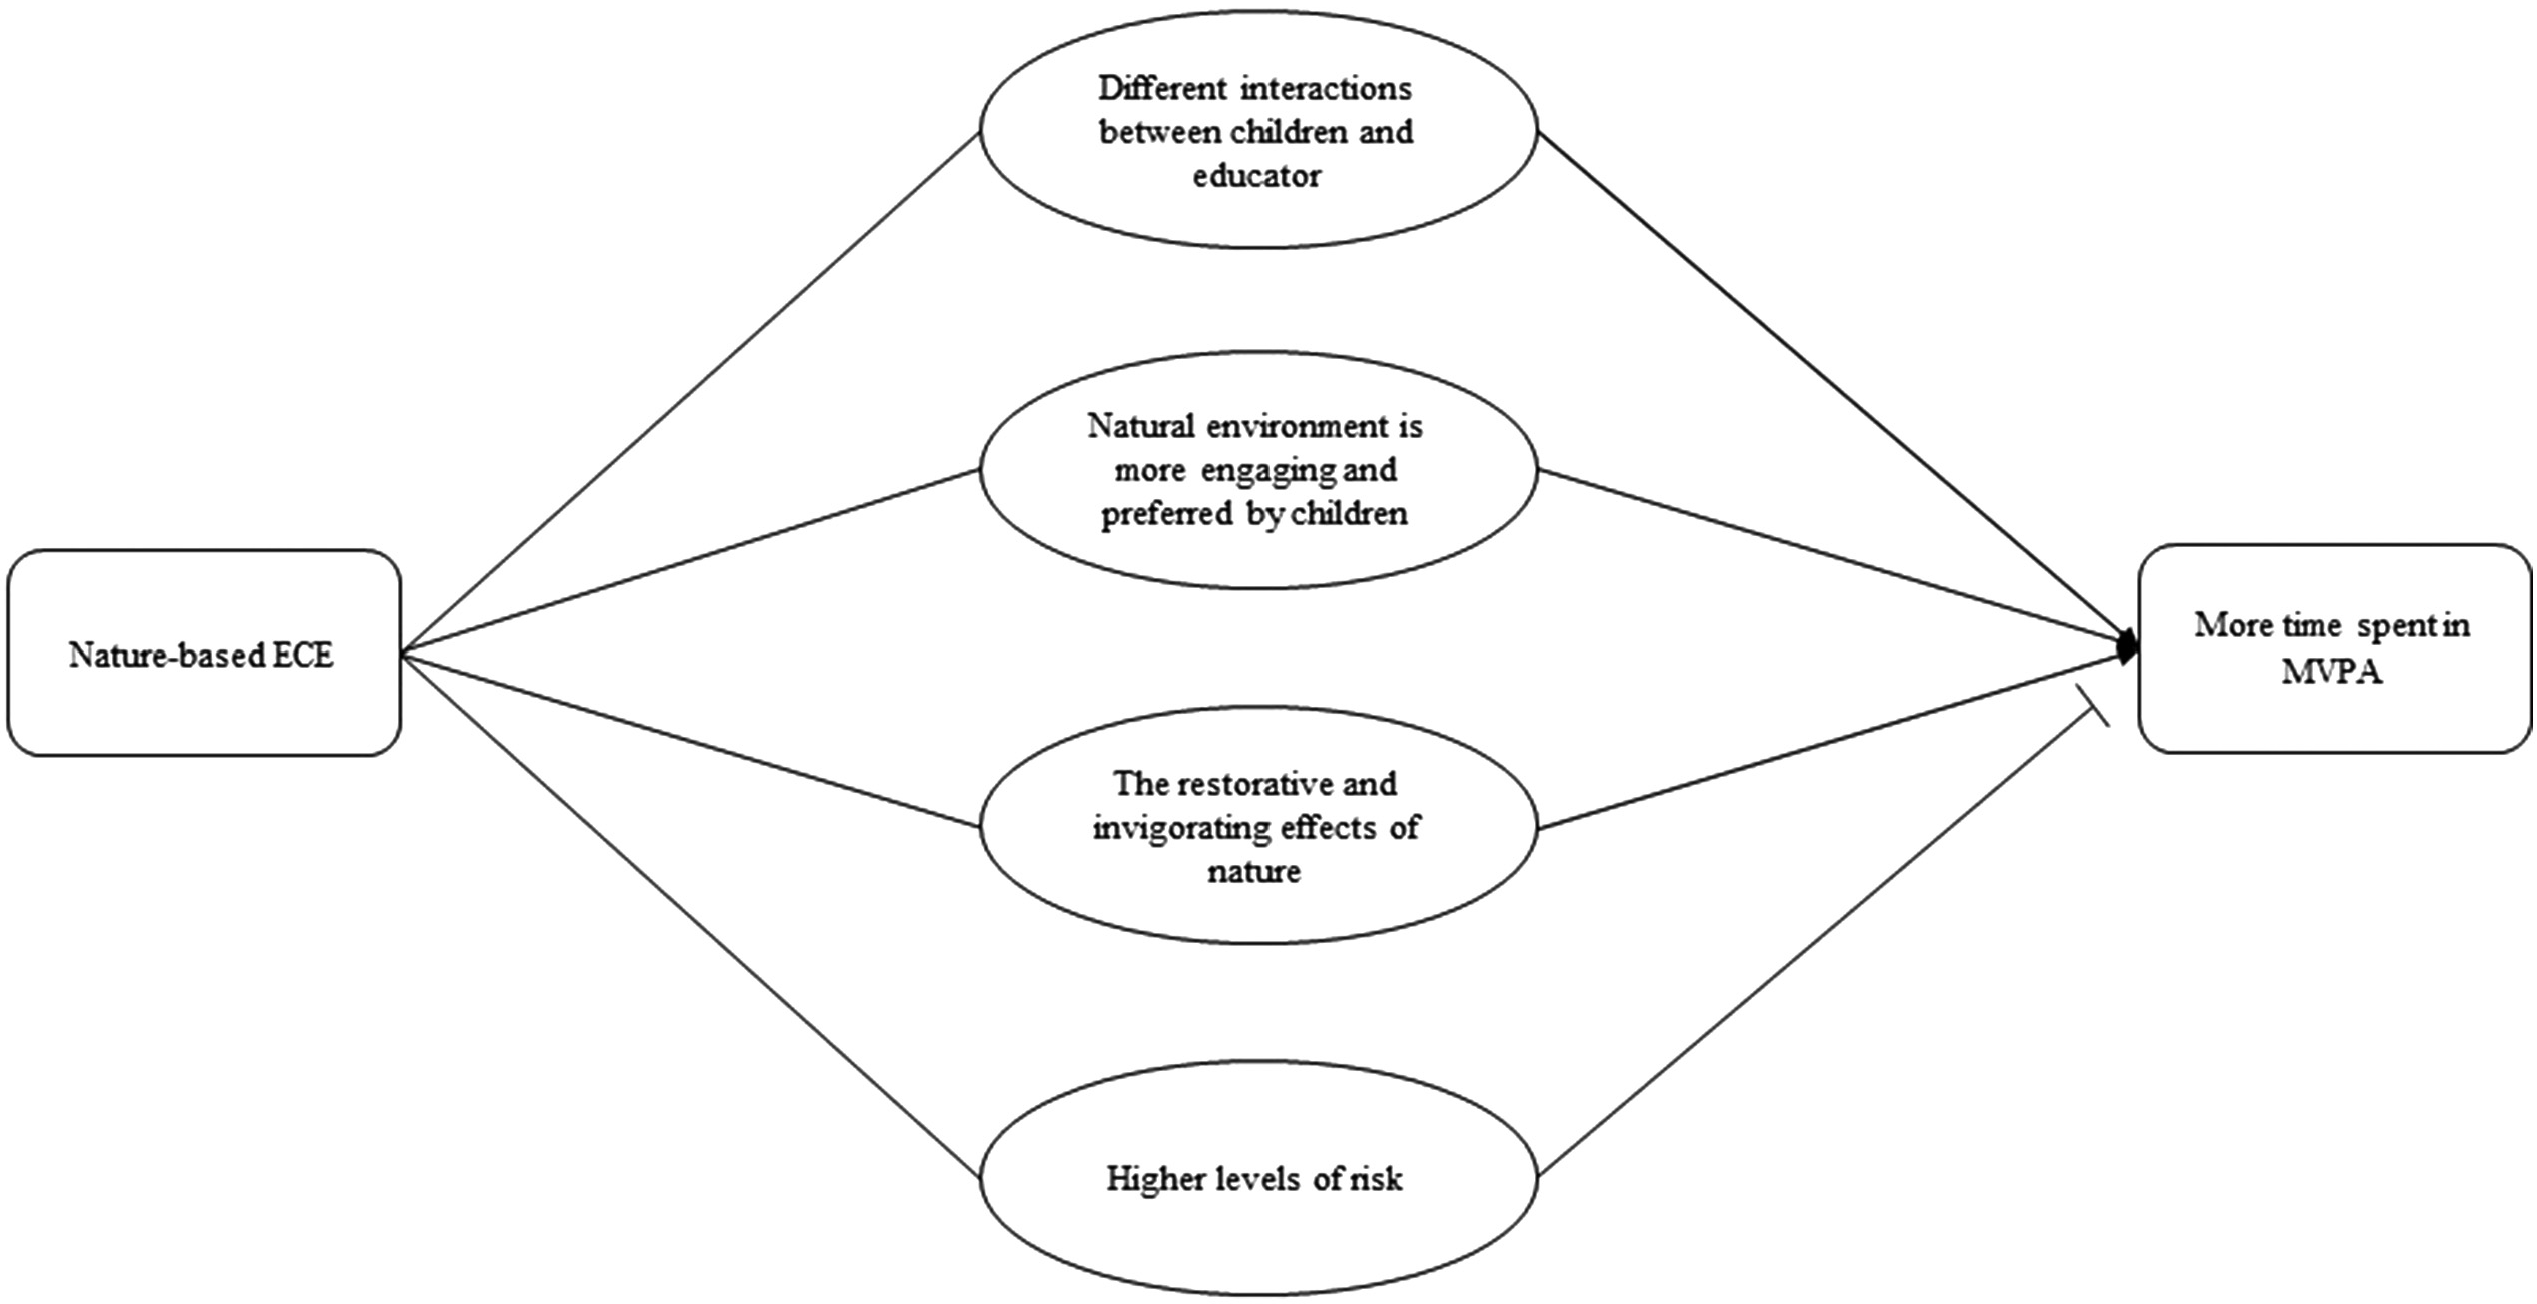 Different interactions
between children and
educator
Natural environment is
more engaging and
preferred by children
Nature-based ECE
More time spent in
MVPA
The restorative and
invigorating effects of
nature
Higher levels of risk